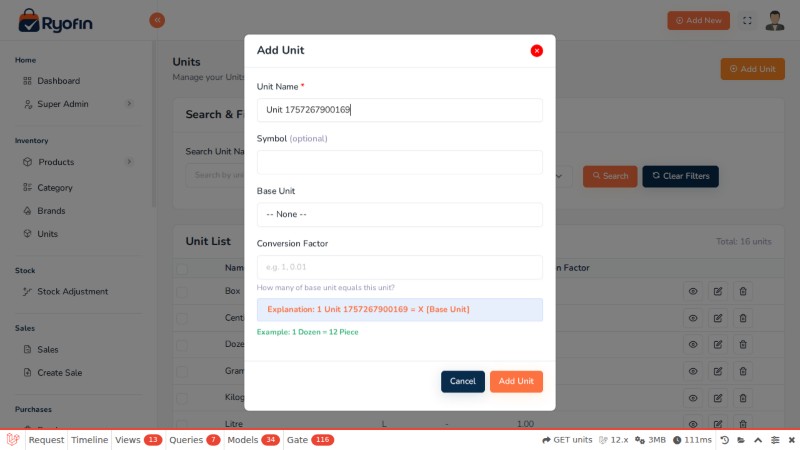 Ryofin
«
Add New
Home
Dashboard
Super Admin
Inventory
Products
Category
Brands
Units
Stock
Stock Adjustment
Sales
Sales
Create Sale
Purchases
Units
Manage your Units
Add Unit
Search & Fi
Search Unit Na
Search by uni
Search
Clear Filters
Unit List
Total: 16 units
Nam
n Factor
Box
Cent
Doze
Gram
Kilog
Litre L - 1.00
Add Unit
Unit Name *
Unit 1757267900169
Symbol (optional)
Base Unit
-- None --
Conversion Factor
e.g. 1, 0.01
How many of base unit equals this unit?
Explanation: 1 Unit 1757267900169 = X [Base Unit]
Example: 1 Dozen = 12 Piece
Cancel
Add Unit
Request Timeline Views 13 Queries 7 Models 34 Gate 116 GET units 12.x 3MB 111ms